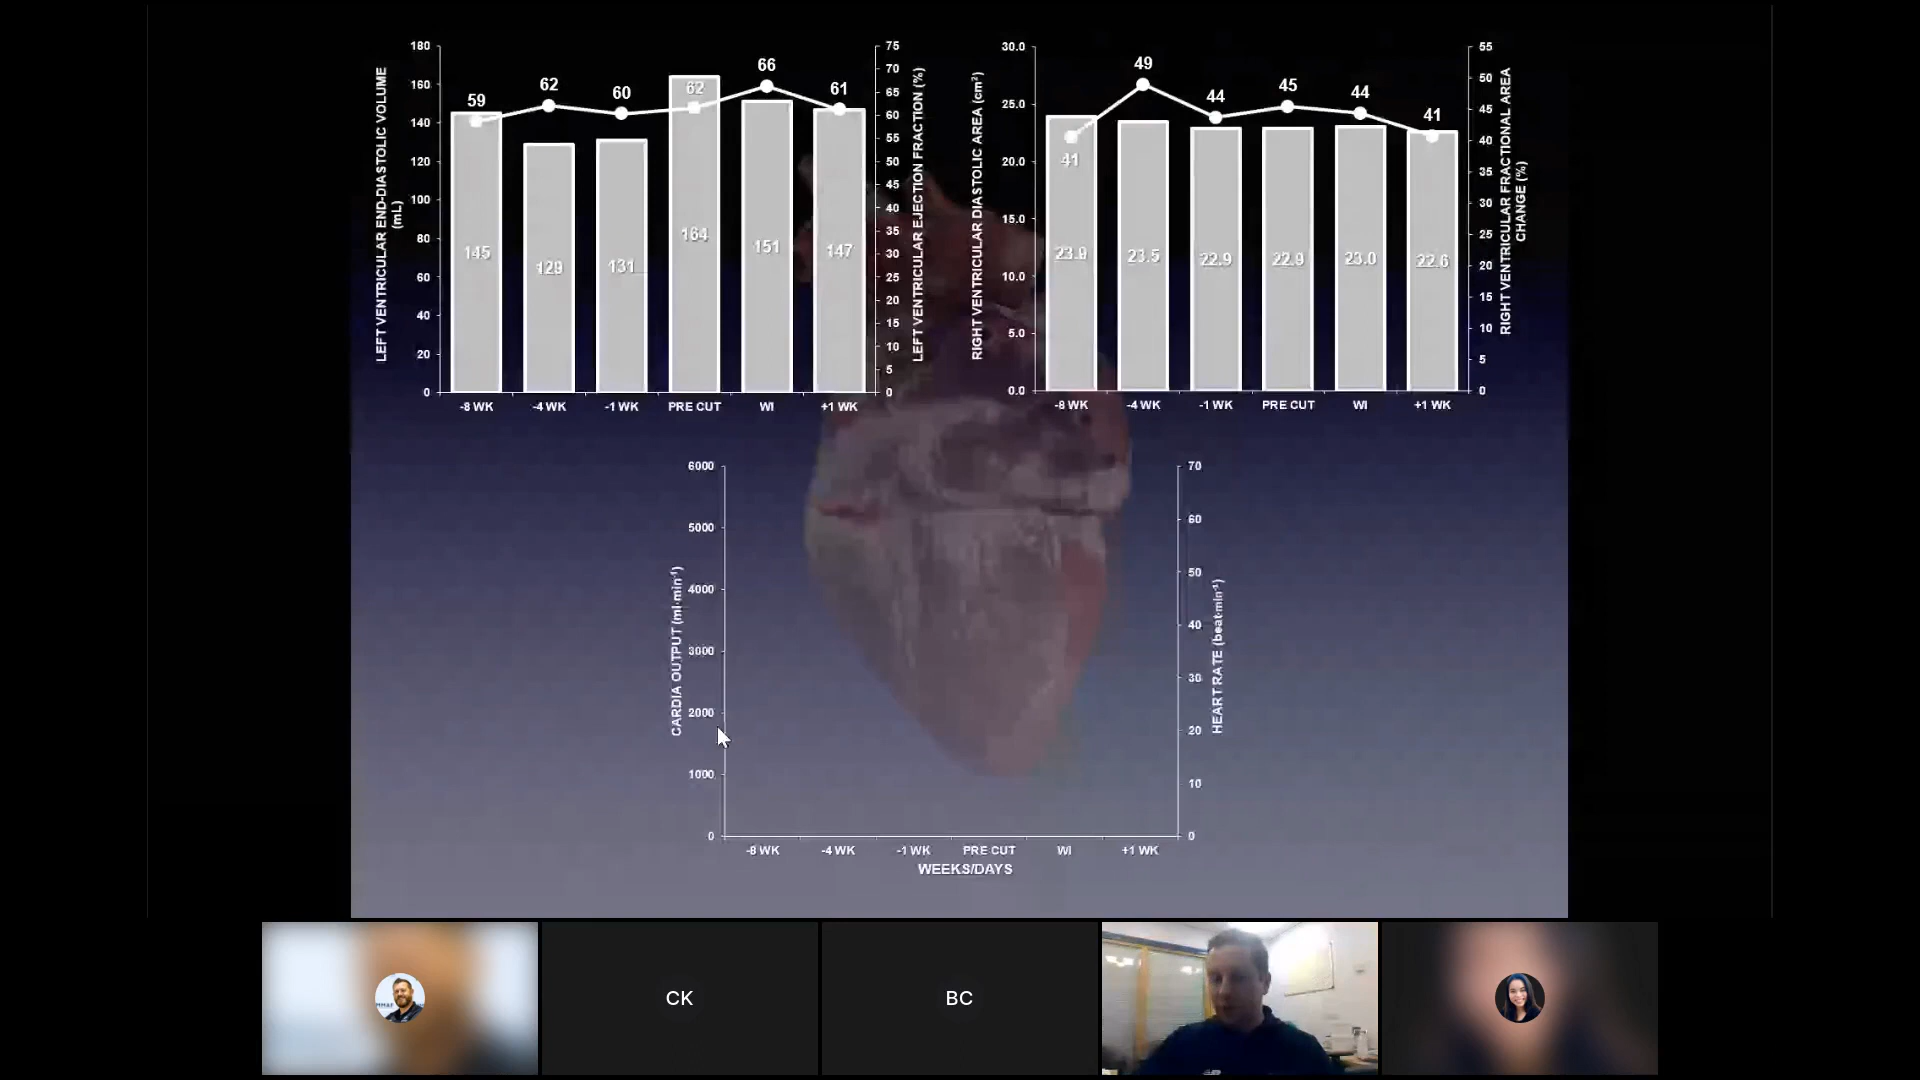 180
160
140
120
100
80
60
40
20
0
LEFT VENTRICULAR END-DIASTOLIC VOLUME
(mL)
59
62
60
62
66
61
145
129
131
164
151
147
-8 WK
-4 WK
-1 WK
PRE CUT
WI
+1 WK
75
70
65
60
55
50
45
40
35
30
25
20
15
10
5
0
LEFT VENTRICULAR EJECTION FRACTION (%)
30.0
25.0
20.0
15.0
10.0
5.0
0.0
RIGHT VENTRICULAR DIASTOLIC AREA (cm²)
41
49
44
45
44
41
23.9
23.5
22.9
22.9
23.0
22.6
-8 WK
-4 WK
-1 WK
PRE CUT
WI
+1 WK
55
50
45
40
35
30
25
20
15
10
5
0
RIGHT VENTRICULAR FRACTIONAL AREA
CHANGE (%)
6000
5000
4000
3000
2000
1000
0
CARDIA OUTPUT (ml·min⁻¹)
70
60
50
40
30
20
10
0
HEART RATE (beat·min⁻¹)
-8 WK
-4 WK
-1 WK
PRE CUT
WI
+1 WK
WEEKS/DAYS
CK
BC